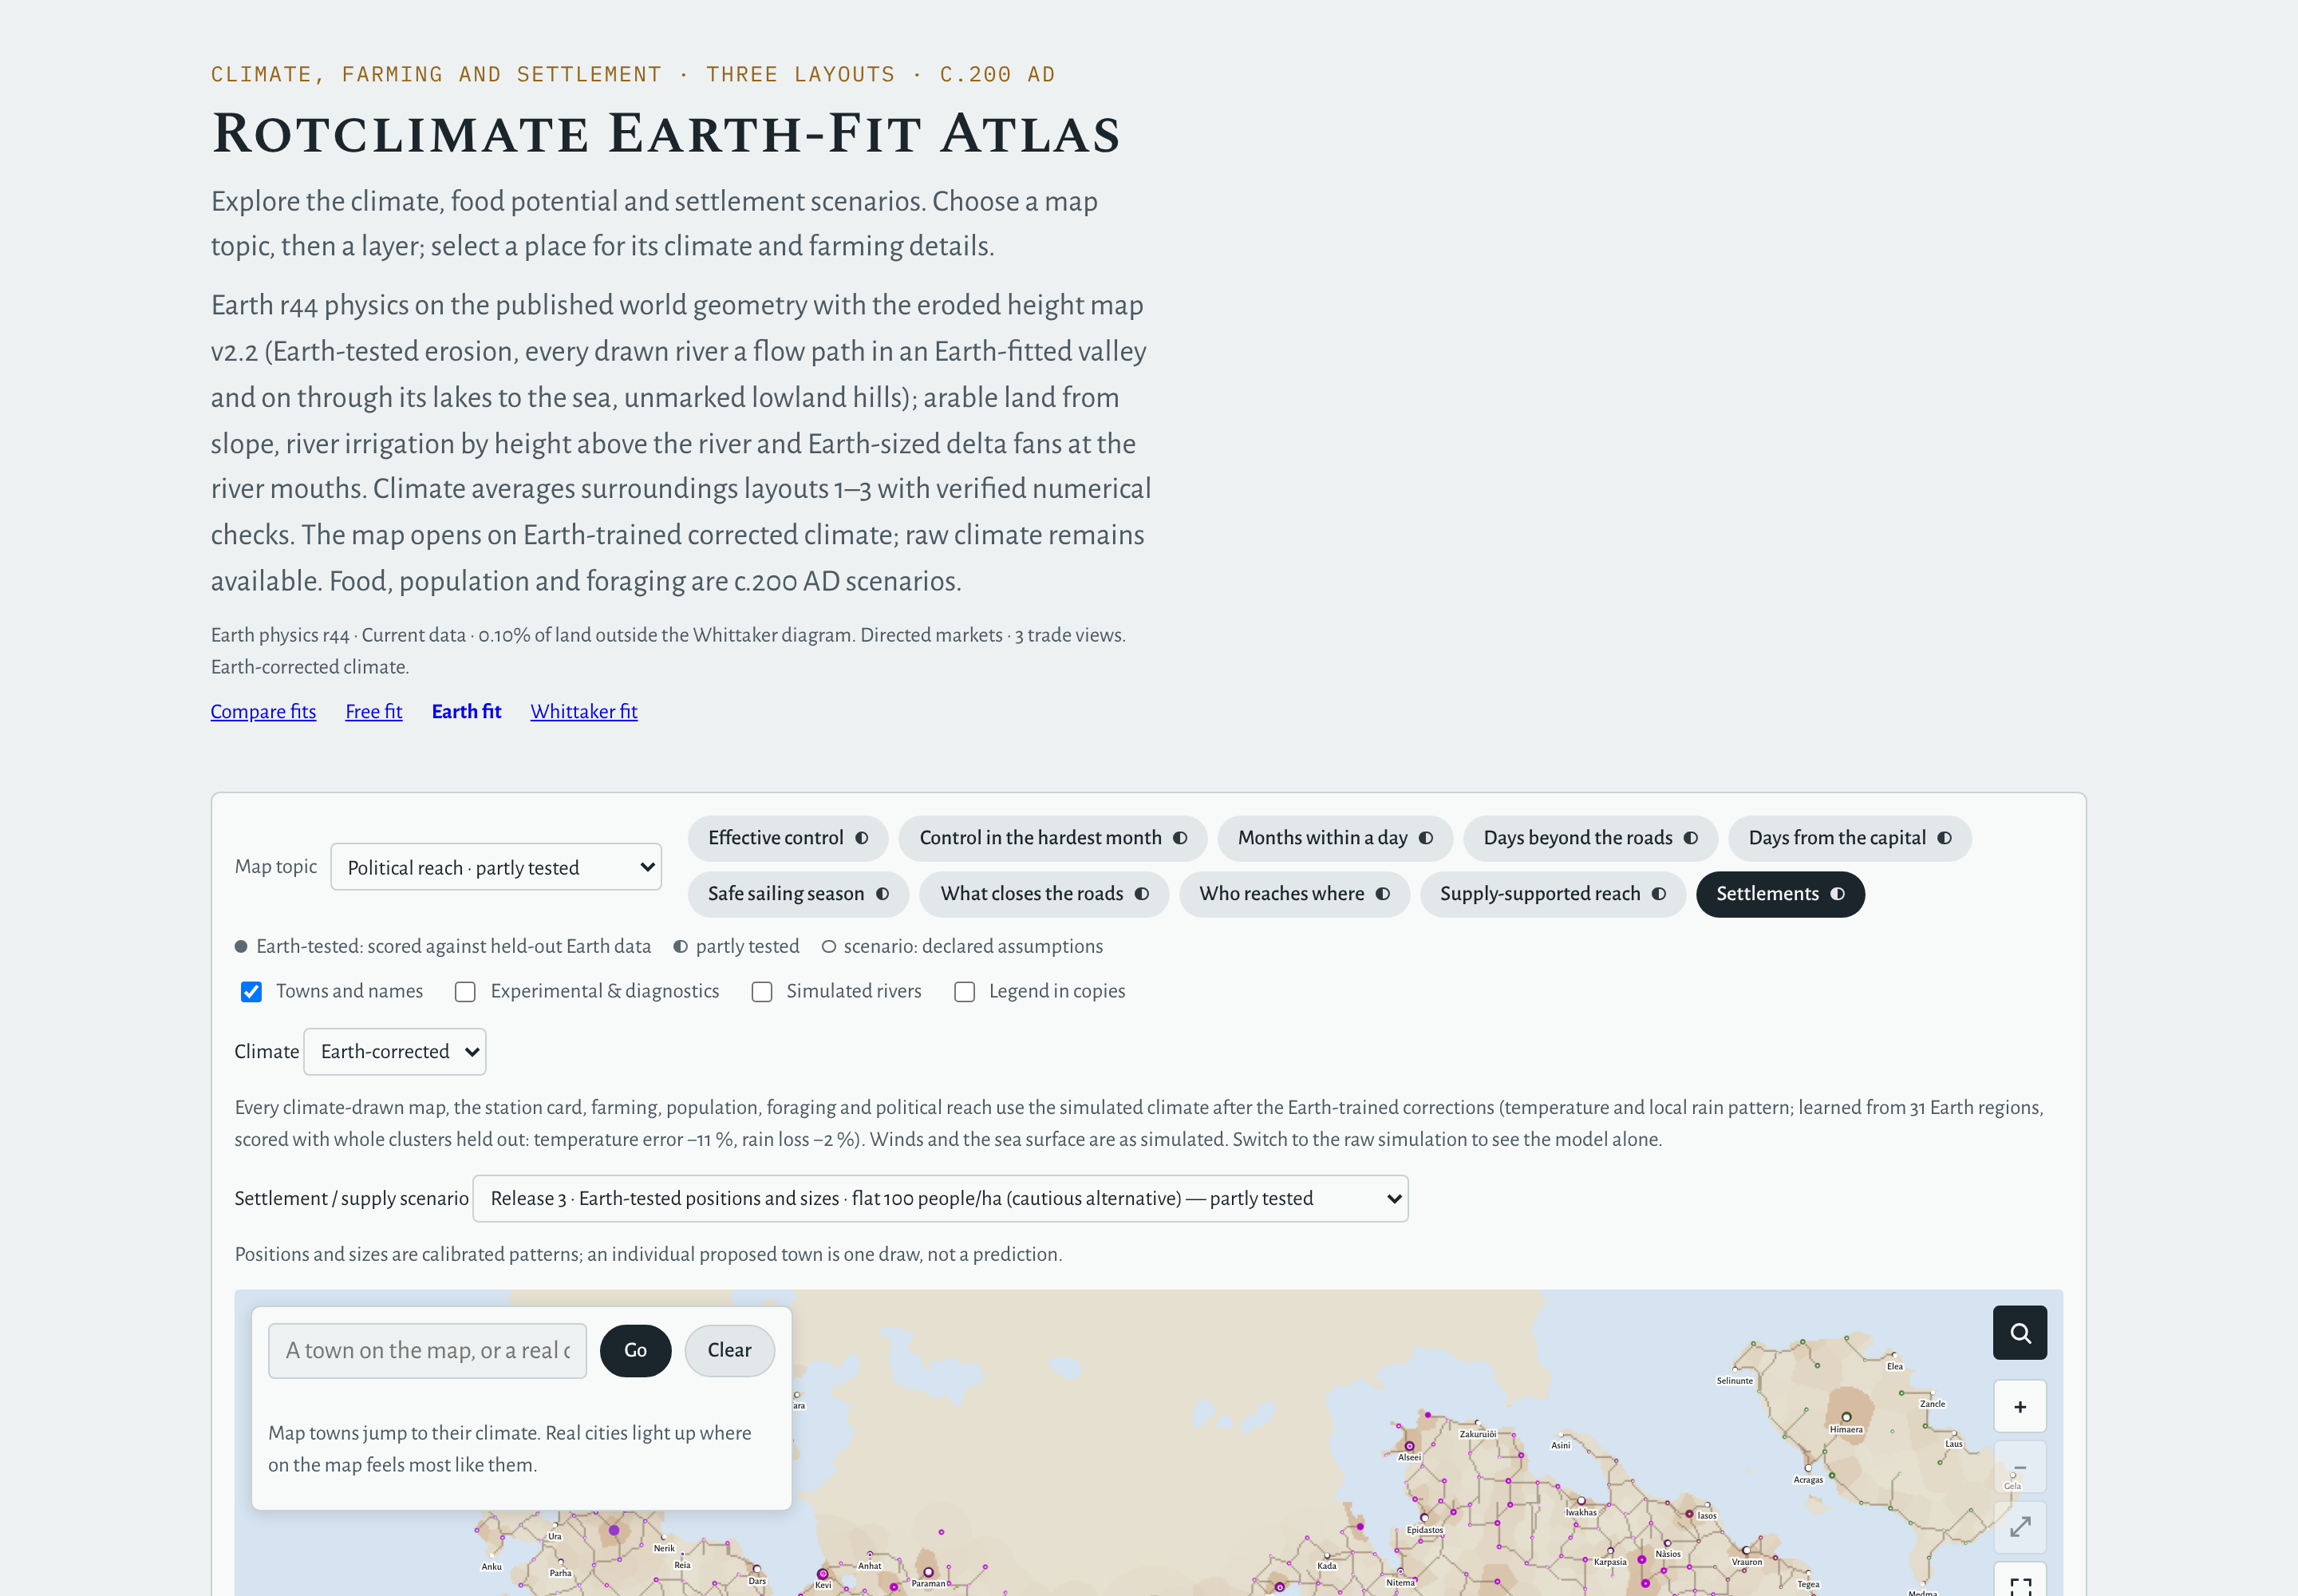 CLIMATE, FARMING AND SETTLEMENT · THREE LAYOUTS · C.200 AD
Rotclimate Earth-Fit Atlas
Explore the climate, food potential and settlement scenarios. Choose a map
topic, then a layer; select a place for its climate and farming details.
Earth r44 physics on the published world geometry with the eroded height map
v2.2 (Earth-tested erosion, every drawn river a flow path in an Earth-fitted valley
and on through its lakes to the sea, unmarked lowland hills); arable land from
slope, river irrigation by height above the river and Earth-sized delta fans at the
river mouths. Climate averages surroundings layouts 1–3 with verified numerical
checks. The map opens on Earth-trained corrected climate; raw climate remains
available. Food, population and foraging are c.200 AD scenarios.
Earth physics r44 · Current data · 0.10% of land outside the Whittaker diagram. Directed markets · 3 trade views.
Earth-corrected climate.
Compare fits Free fit Earth fit Whittaker fit
Map topic Political reach · partly tested
Effective control Control in the hardest month Months within a day Days beyond the roads Days from the capital
Safe sailing season What closes the roads Who reaches where Supply-supported reach Settlements
Earth-tested: scored against held-out Earth data partly tested scenario: declared assumptions
Towns and names Experimental & diagnostics Simulated rivers Legend in copies
Climate Earth-corrected
Every climate-drawn map, the station card, farming, population, foraging and political reach use the simulated climate after the Earth-trained corrections (temperature and local rain pattern; learned from 31 Earth regions,
scored with whole clusters held out: temperature error −11 %, rain loss −2 %). Winds and the sea surface are as simulated. Switch to the raw simulation to see the model alone.
Settlement / supply scenario Release 3 · Earth-tested positions and sizes · flat 100 people/ha (cautious alternative) — partly tested
Positions and sizes are calibrated patterns; an individual proposed town is one draw, not a prediction.
A town on the map, or a real c Go Clear
Map towns jump to their climate. Real cities light up where
on the map feels most like them.
ara
Elea
Selinunte
Zancle
Himaera
Zakuruiói
Asini
Laus
Alseei
Acragas
Gela
Iwakhas
Iasos
Epidastos
Ura
Nerik
Anku
Parha
Reia
Dars
Anhat
Kevi
Paraman
Kada
Nitema
Karpasia
Nàsios
Vrauron
Tegea
Medma
+
−